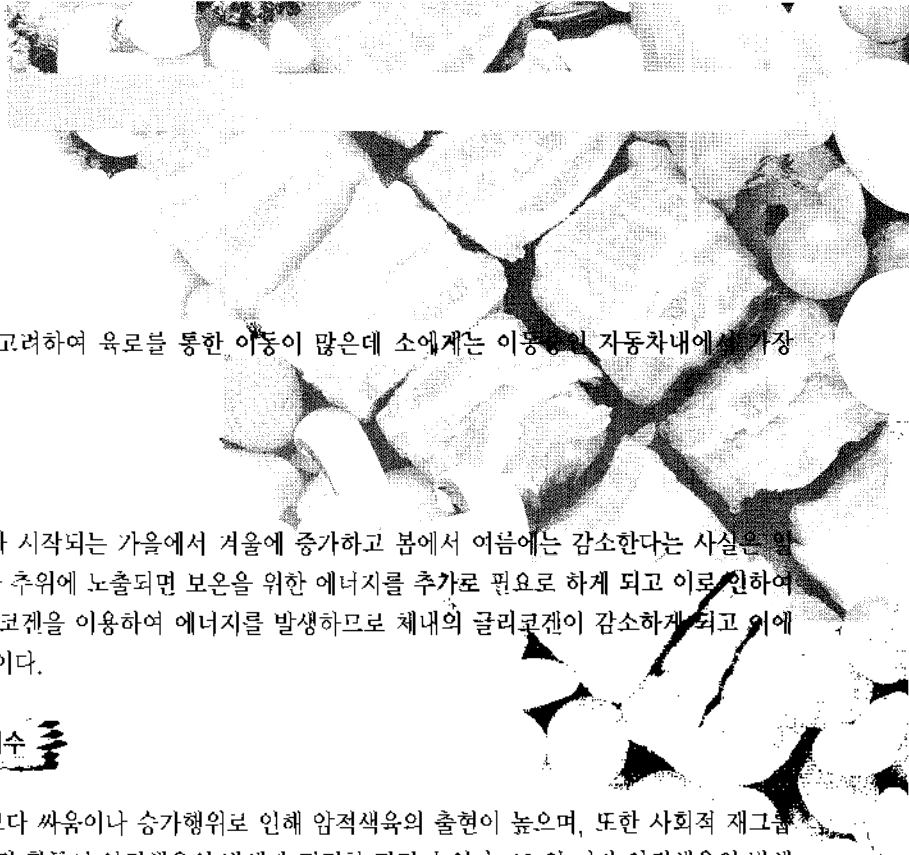 고려하여 육로를 통한 이동이 많은데 소에게는 이동중인 자동차내에서 가장
시작되는 가을에서 겨울에 증가하고 봄에서 여름에는 감소한다는 사실은
추위에 노출되면 보온을 위한 에너지를 추가로 필요로 하게 되고 이로 인하여
코겐을 이용하여 에너지를 발생하므로 체내의 글리코겐이 감소하게 되고 이에
이다.
수
보다 싸움이나 승가행위로 인해 암적색육의 출현이 높으며, 또한 사회적 재그룹